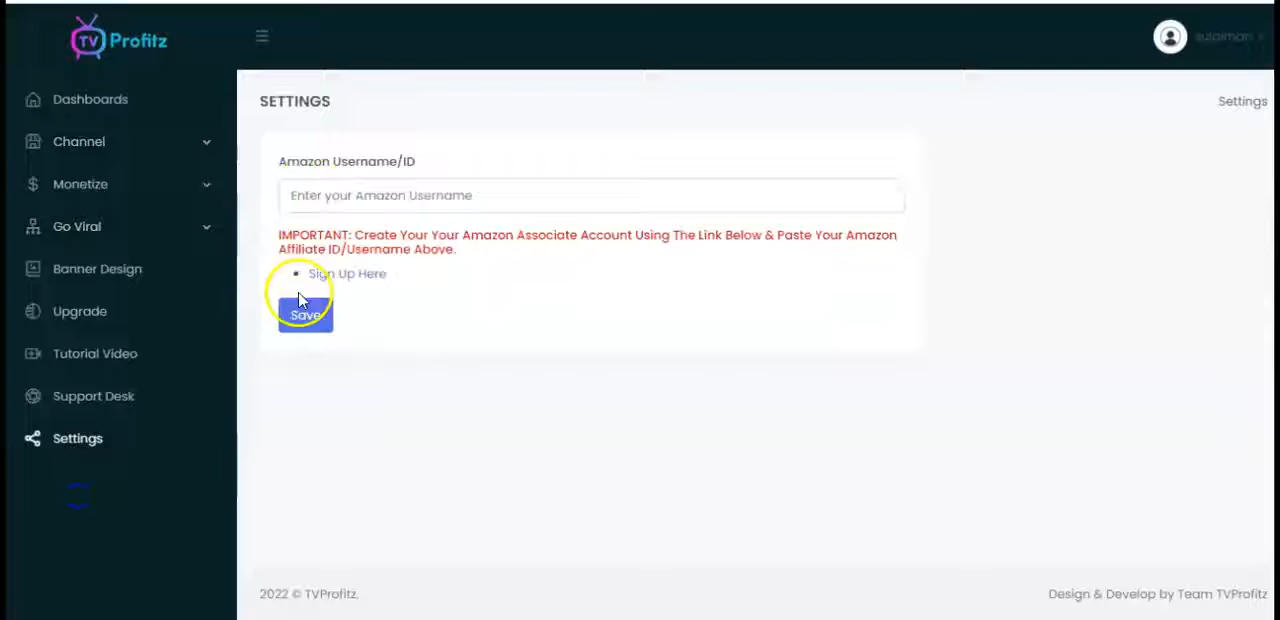 TV Profitz
sulaiman
Dashboards
Channel
Monetize
Go Viral
Banner Design
Upgrade
Tutorial Video
Support Desk
Settings
SETTINGS
Settings
Amazon Username/ID
Enter your Amazon Username
IMPORTANT: Create Your Your Amazon Associate Account Using The Link Below & Paste Your Amazon
Affiliate ID/Username Above.
Sign Up Here
Save
2022 © TVProfitz.
Design & Develop by Team TVProfitz